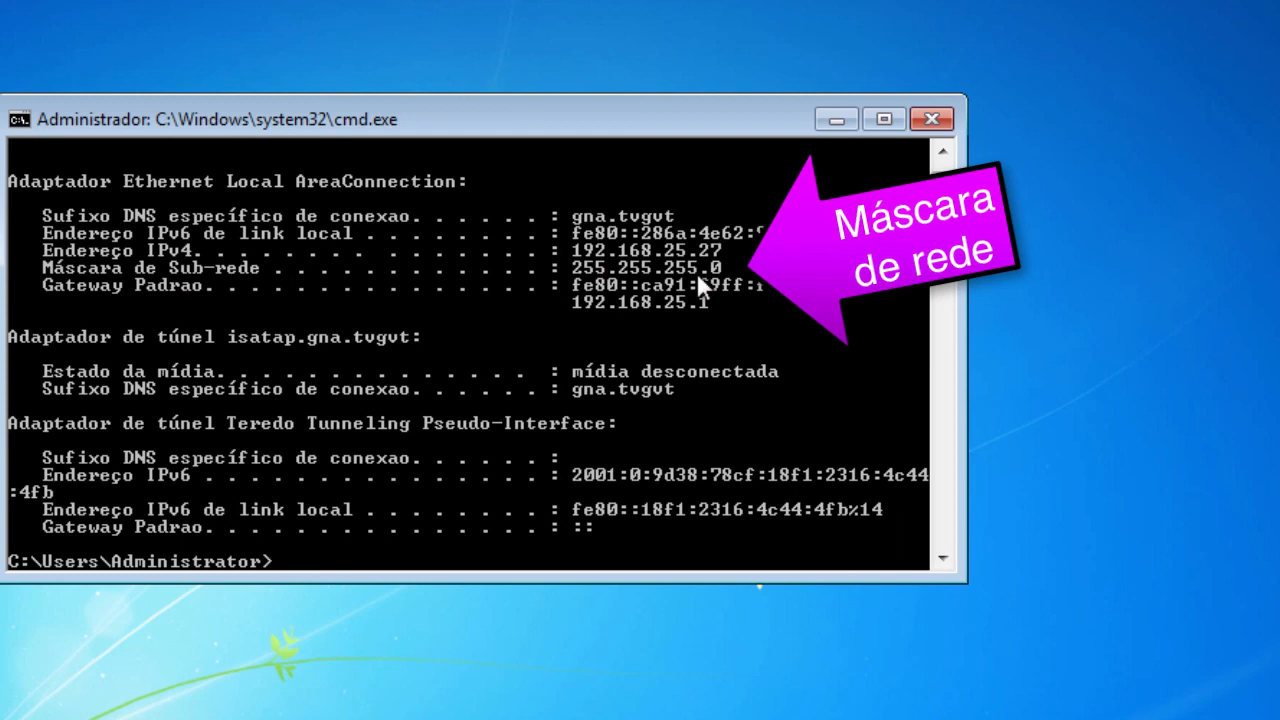 Administrador: C:\Windows\system32\cmd.exe
Adaptador Ethernet Local AreaConnection:
Sufixo DNS específico de conexao. . . . . . : gna.tvgvt
Endereço IPv6 de link local . . . . . . . . : fe80::286a:4e62:
Endereço IPv4. . . . . . . . . . . . . . . : 192.168.25.27
Máscara de Sub-rede . . . . . . . . . . . . : 255.255.255.0
Gateway Padrao. . . . . . . . . . . . . . . : fe80::ca91:
192.168.25.1
Adaptador de túnel isatap.gna.tvgvt:
Estado da mídia. . . . . . . . . . . . . . : mídia desconectada
Sufixo DNS específico de conexao. . . . . . : gna.tvgvt
Adaptador de túnel Teredo Tunneling Pseudo-Interface:
Sufixo DNS específico de conexao. . . . . . :
Endereço IPv6 . . . . . . . . . . . . . . . : 2001:0:9d38:78cf:18f1:2316:4c44
:4fb
Endereço IPv6 de link local . . . . . . . . : fe80::18f1:2316:4c44:4fb%14
Gateway Padrao. . . . . . . . . . . . . . . : ::
C:\Users\Administrator>
Máscara
de rede